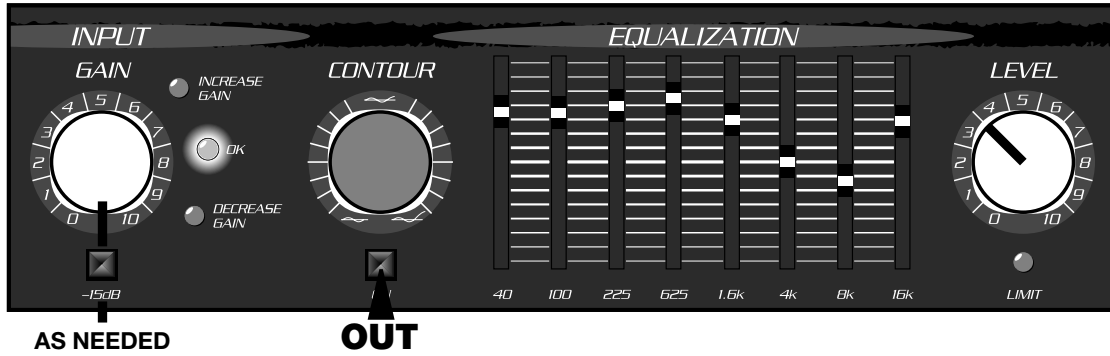 INPUT
EQUALIZATION
GAIN
CONTOUR
LEVEL
INCREASE
GAIN
OK
DECREASE
GAIN
0 1 2 3 4 5 6 7 8 9 10
0 1 2 3 4 5 6 7 8 9 10
-15dB
40 100 225 625 1.6k 4k 8k 16k
LIMIT
AS NEEDED
OUT